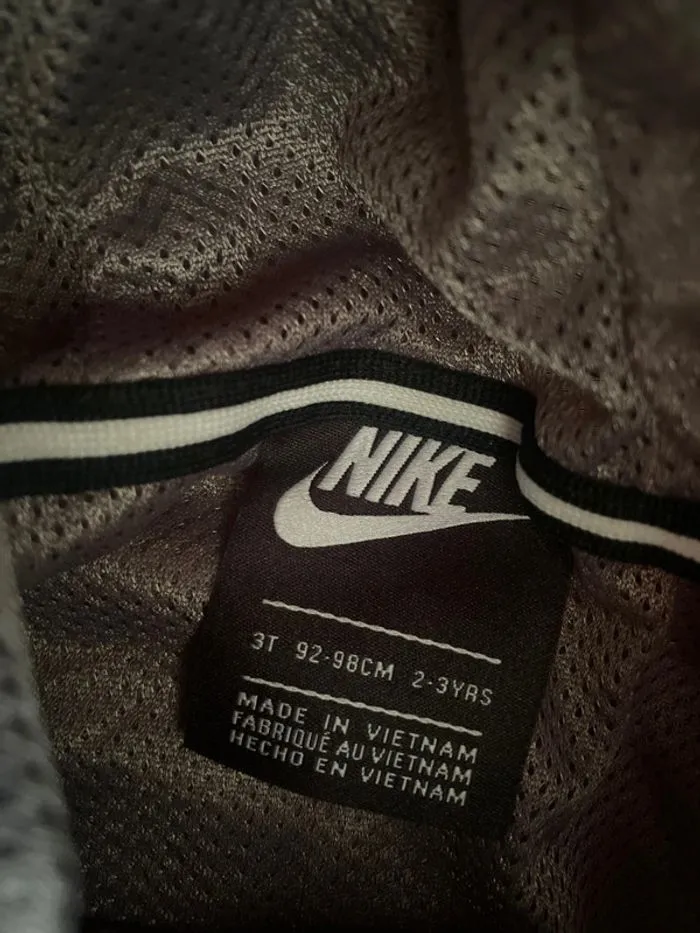 NIKE
3T 92-98CM 2-3YRS
MADE IN VIETNAM
FABRIQUÉ AU VIETNAM
HECHO EN VIETNAM